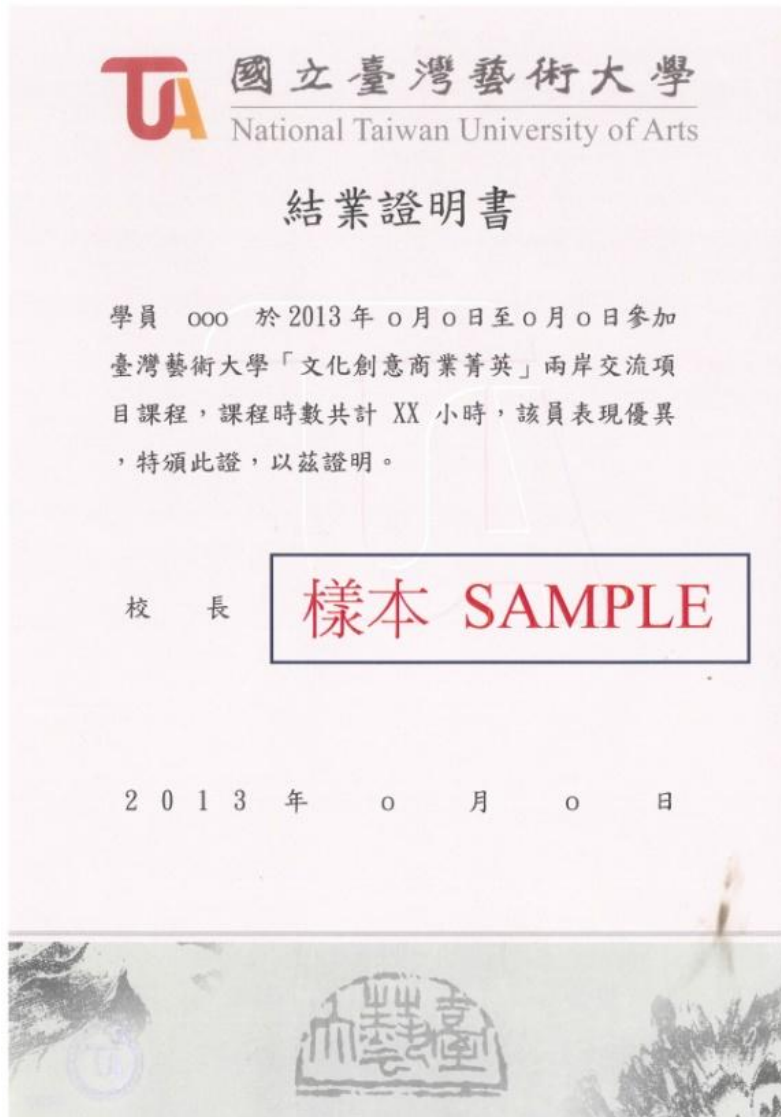 國立臺灣藝術大學
National Taiwan University of Arts
結業證明書
學員 ooo 於 2013 年 o 月 o 日至 o 月 o 日參加
臺灣藝術大學「文化創意商業菁英」兩岸交流項
目課程，課程時數共計 XX 小時，該員表現優異
，特頒此證，以茲證明。
校 長
樣本 SAMPLE
2 0 1 3 年 o 月 o 日
大藝臺